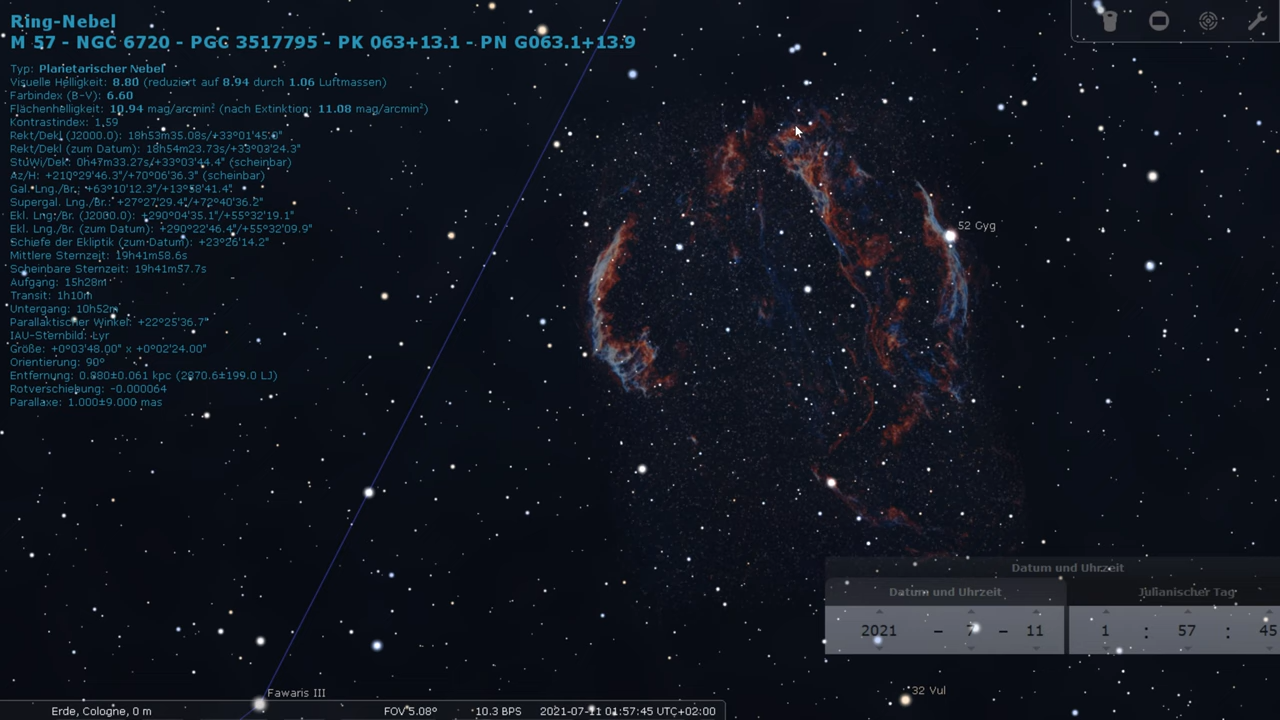 Ring-Nebel
M 57 - NGC 6720 - PGC 3517795 - PK 063+13.1 - PN G063.1+13.9
Typ: Planetarischer Nebel
Visuelle Helligkeit: 8.80 (reduziert auf 8.94 durch 1.06 Luftmassen)
Farbindex (B-V): 6.60
Flächenhelligkeit: 10.94 mag/arcmin² (nach Extinktion: 11.08 mag/arcmin²)
Kontrastindex: 1.59
Rekt/Dekl (J2000.0): 18h53m35.08s/+33°01'45.0"
Rekt/Dekl (zum Datum): 18h54m23.73s/+33°03'24.3"
StuWi/Dek: 0h47m33.27s/+33°03'44.4" (scheinbar)
Az/H: +210°29'46.3"/+70°06'36.3" (scheinbar)
Gal. Lng./Br.: +63°10'12.3"/+13°58'41.4"
Supergal. Lng./Br.: +27°27'29.4"/+72°40'36.2"
Ekl. Lng/Br. (J2000.0): +290°04'35.1"/+55°32'19.1"
Ekl. Lng/Br. (zum Datum): +290°22'46.4"/+55°32'09.9"
Schiefe der Ekliptik (zum Datum): +23°26'14.2"
Mittlere Sternzeit: 19h41m58.6s
Scheinbare Sternzeit: 19h41m57.7s
Aufgang: 15h28m
Transit: 1h10m
Untergang: 10h52m
Parallaktischer Winkel: +22°25'36.7"
IAU-Sternbild: Lyr
Größe: +0°03'48.00" x +0°02'24.00"
Orientierung: 90°
Entfernung: 0.880±0.061 kpc (2870.6±199.0 LJ)
Rotverschiebung: -0.000064
Parallaxe: 1.000±9.000 mas
52 Cyg
Datum und Uhrzeit
Datum und Uhrzeit Julianischer Tag
2021 - 7 - 11 1 : 57 : 45
32 Vul
Fawaris III
Erde, Cologne, 0 m FOV 5.08° 10.3 BPS 2021-07-11 01:57:45 UTC+02:00